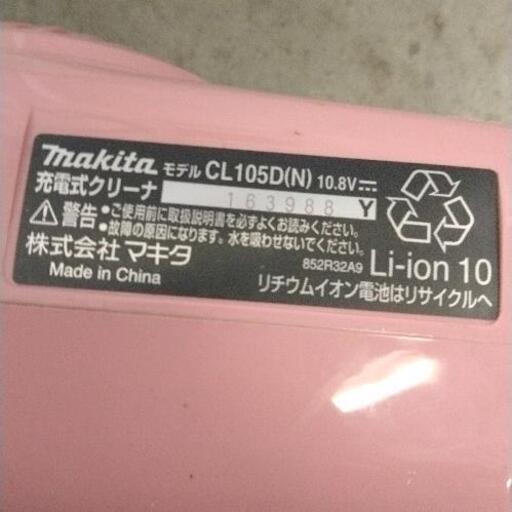 makita モデル CL105D(N) 10.8V⎓
充電式クリーナ 163988 Y
⚠警告 •ご使用前に取扱説明書を必ずよくお読みください。
•故障の原因になります。水を吸わせないでください。
株式会社 マキタ
852R32A9
Made in China
Li-ion 10
リチウムイオン電池はリサイクルへ